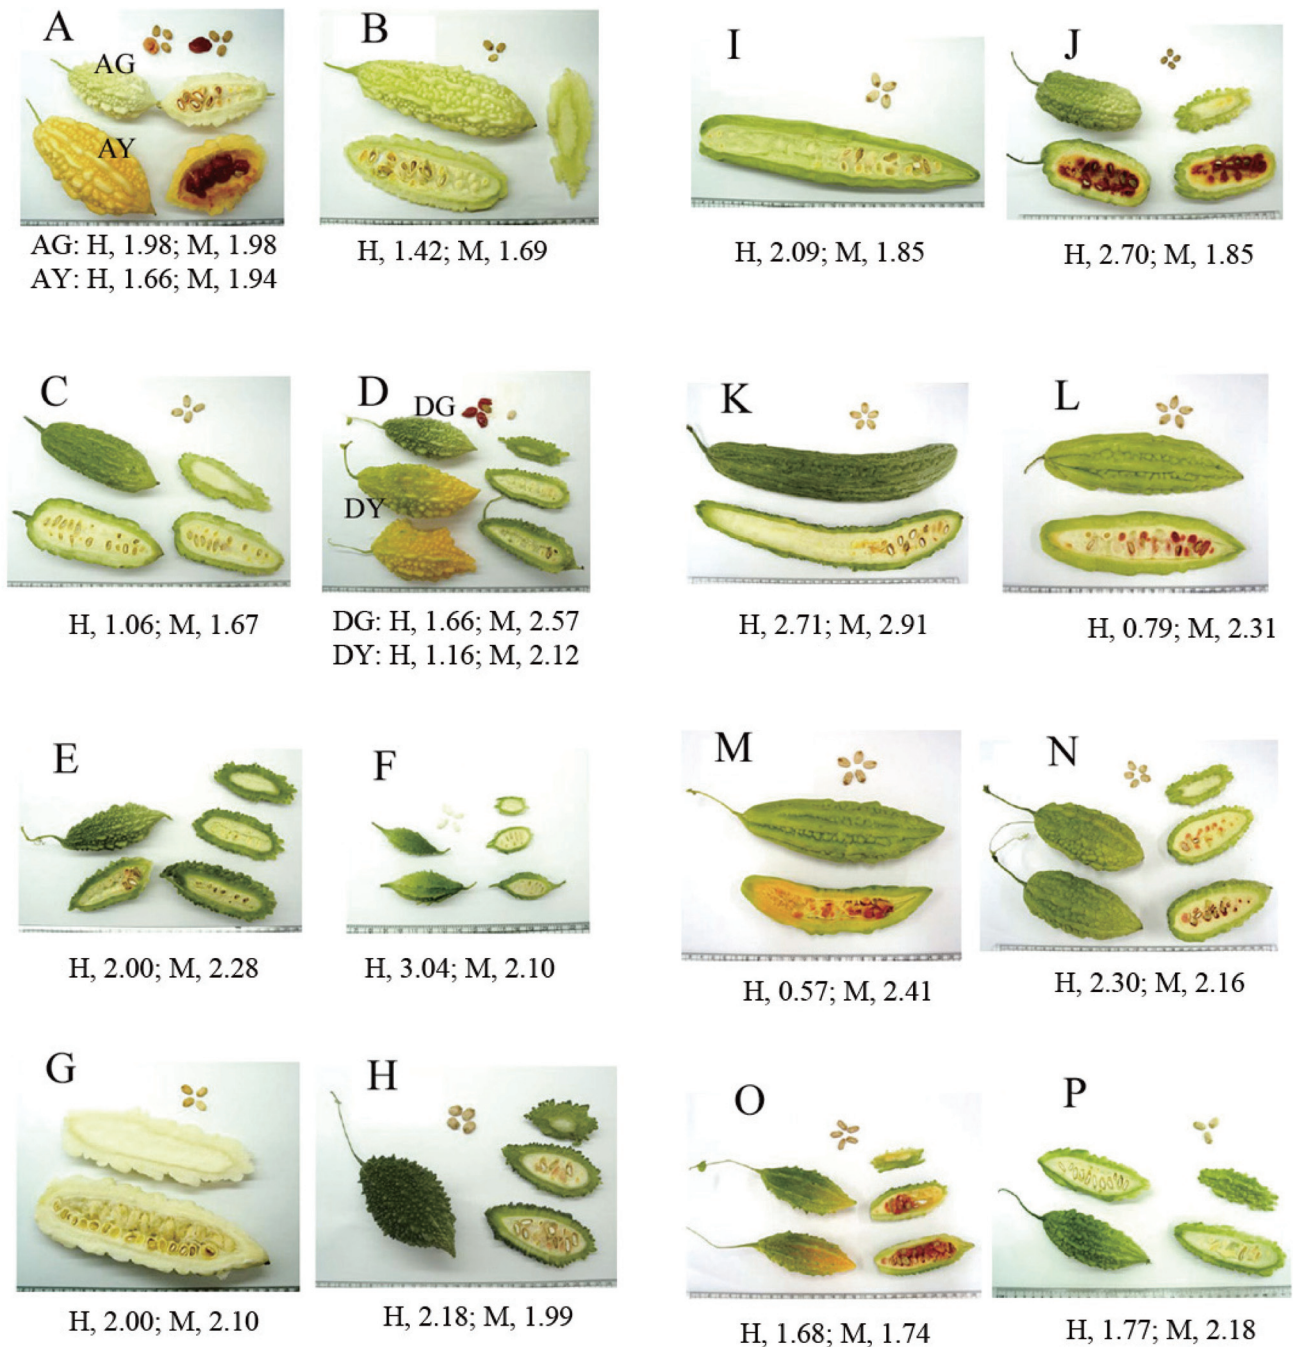 A
AG
AY
AG: H, 1.98; M, 1.98
AY: H, 1.66; M, 1.94
B
H, 1.42; M, 1.69
I
H, 2.09; M, 1.85
J
H, 2.70; M, 1.85
C
H, 1.06; M, 1.67
D
DG
DY
DG: H, 1.66; M, 2.57
DY: H, 1.16; M, 2.12
K
H, 2.71; M, 2.91
L
H, 0.79; M, 2.31
E
H, 2.00; M, 2.28
F
H, 3.04; M, 2.10
M
H, 0.57; M, 2.41
N
H, 2.30; M, 2.16
G
H, 2.00; M, 2.10
H
H, 2.18; M, 1.99
O
H, 1.68; M, 1.74
P
H, 1.77; M, 2.18